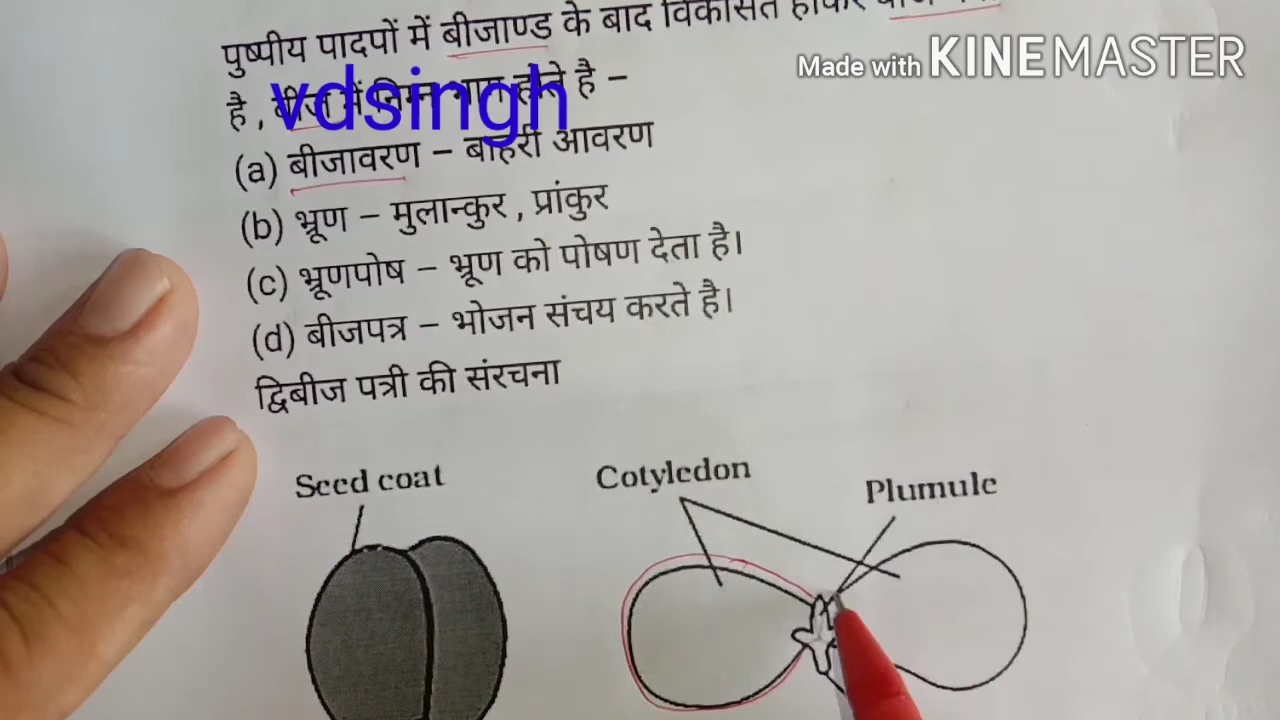 पुष्पीय पादपों में बीजाण्ड के बाद विकसित होकर
Made with KINEMASTER
है , बीज में निम्न भाग होते है –
vdsingh
(a) बीजावरण – बाहरी आवरण
(b) भ्रूण – मुलान्कुर , प्रांकुर
(c) भ्रूणपोष – भ्रूण को पोषण देता है।
(d) बीजपत्र – भोजन संचय करते है।
द्विबीज पत्री की संरचना
Seed coat
Cotyledon
Plumule